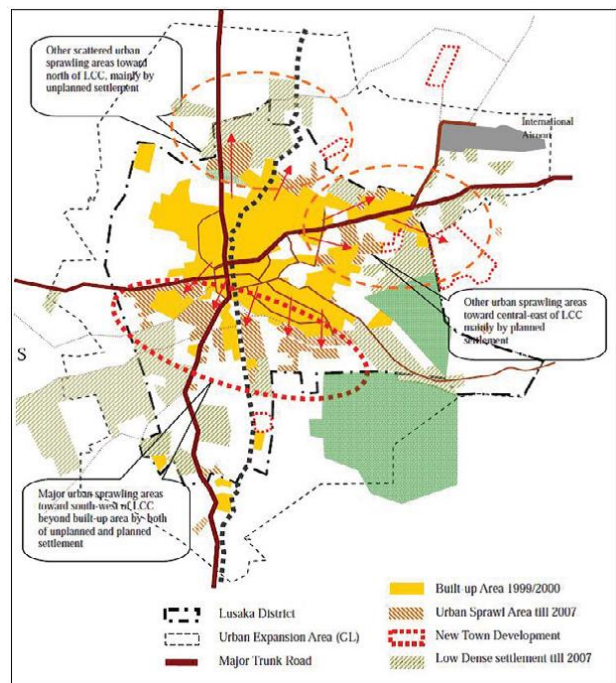 Other scattered urban
sprawling areas toward
north of LCC, mainly by
unplanned settlement
International
Airport
Other urban sprawling areas
toward central-east of LCC
mainly by planned
settlement
S
Major urban sprawling areas
toward south-west of LCC
beyond built-up area by both
of unplanned and planned
settlement
Built-up Area 1999/2000
Lusaka District
Urban Sprawl Area till 2007
Urban Expansion Area (GL)
New Town Development
Major Trunk Road
Low Dense settlement till 2007